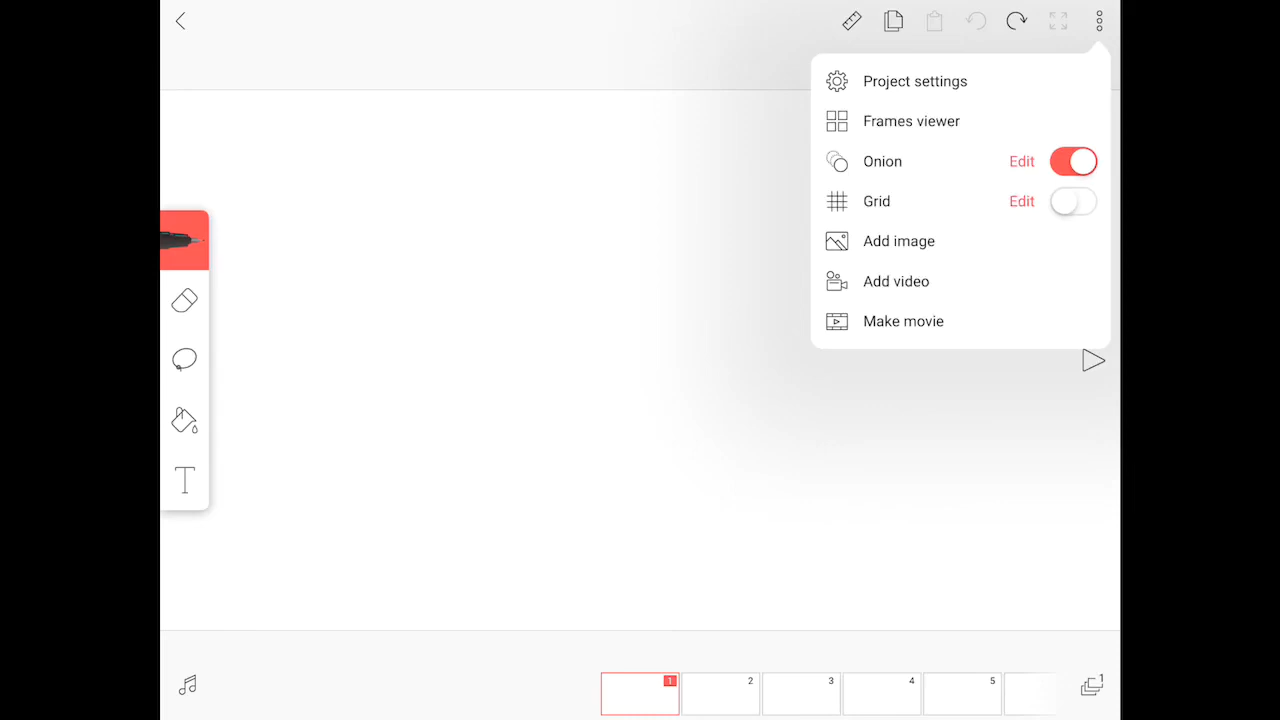 Project settings
Frames viewer
Onion Edit
Grid Edit
Add image
Add video
Make movie
1 2 3 4 5 1